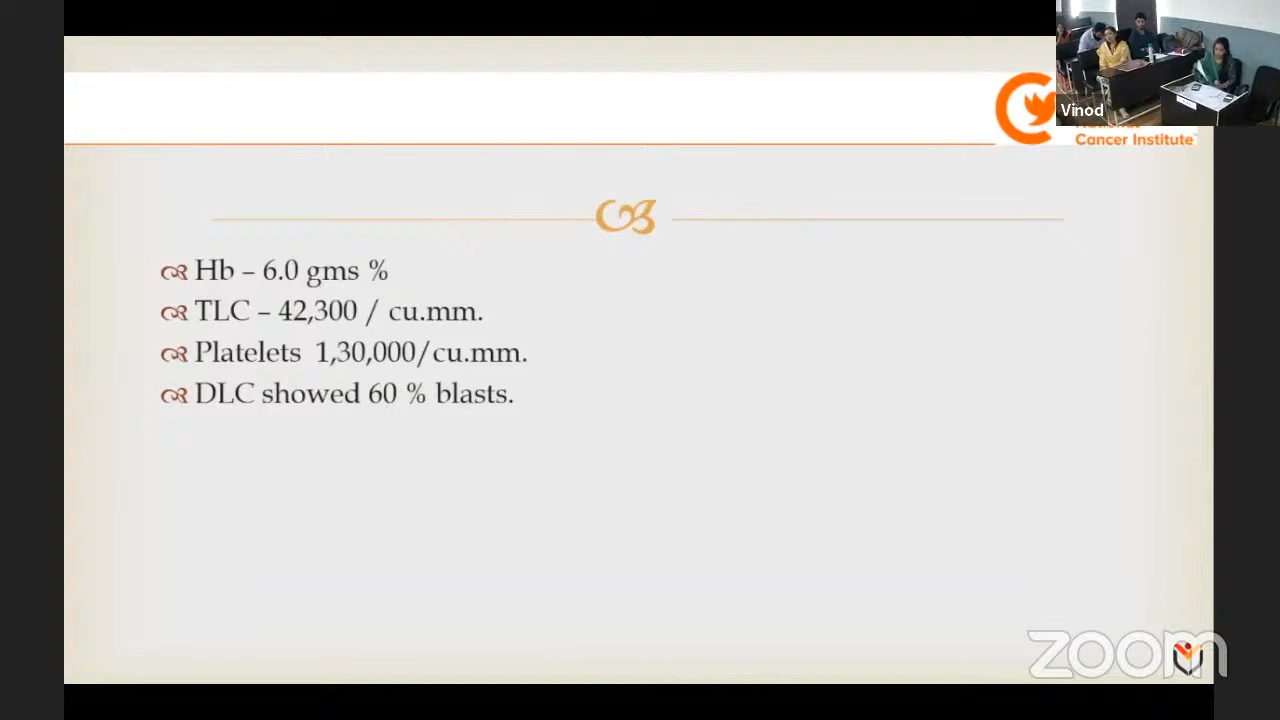 Vinod
Cancer Institute
Hb – 6.0 gms %
TLC – 42,300 / cu.mm.
Platelets 1,30,000/cu.mm.
DLC showed 60 % blasts.
zoom